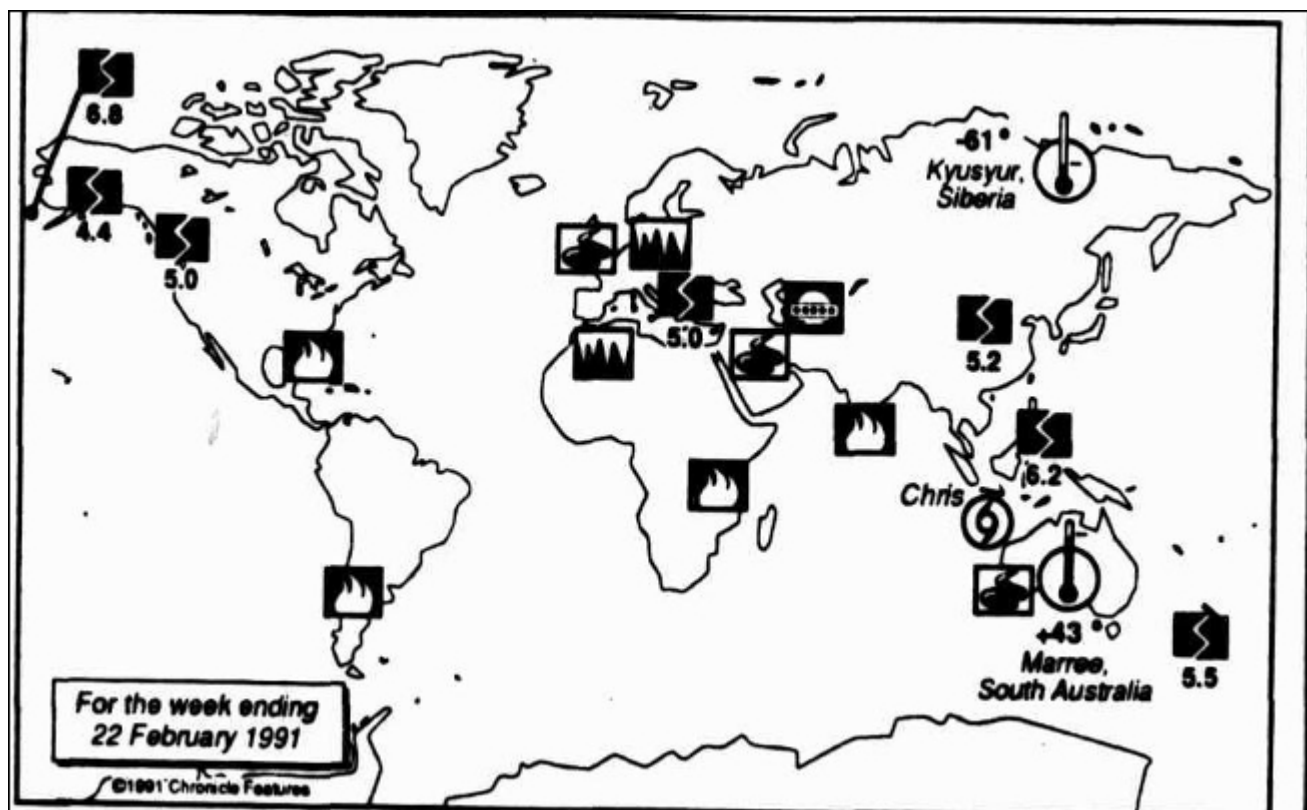 6.8
-61°
Kyusyur,
Siberia
4.4
5.0
5.0
5.2
6.2
Chris
+43°
Marree,
South Australia
5.5
For the week ending
22 February 1991
©1991 Chronicle Features